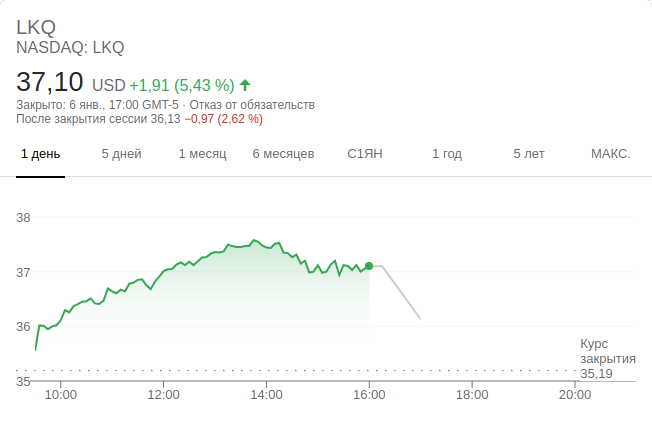 LKQ
NASDAQ: LKQ
37,10 USD +1,91 (5,43 %)
Закрыто: 6 янв., 17:00 GMT-5 · Отказ от обязательств
После закрытия сессии 36,13 −0,97 (2,62 %)
1 день 5 дней 1 месяц 6 месяцев С1ЯН 1 год 5 лет МАКС.
38
37
36
Курс
закрытия
35,19
35
10:00 12:00 14:00 16:00 18:00 20:00